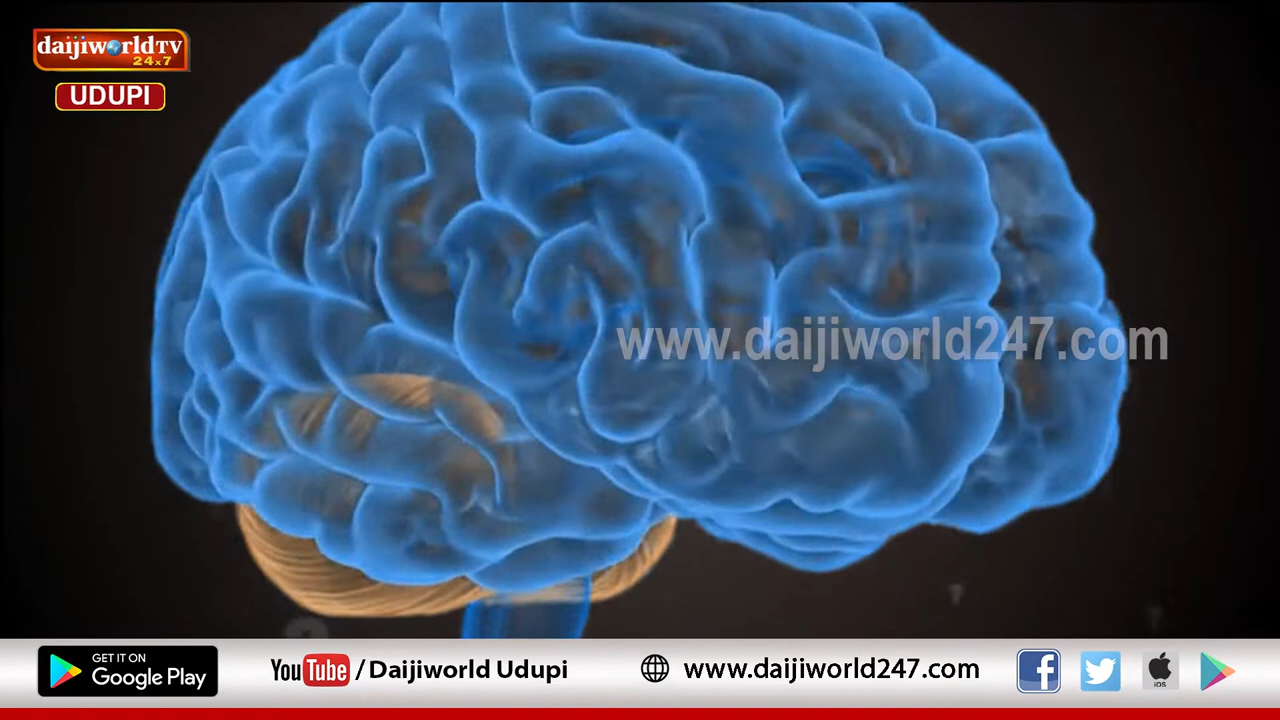 daijiworldTV
24x7
UDUPI
www.daijiworld247.com
GET IT ON
Google Play
YouTube /Daijiworld Udupi
www.daijiworld247.com
iOS